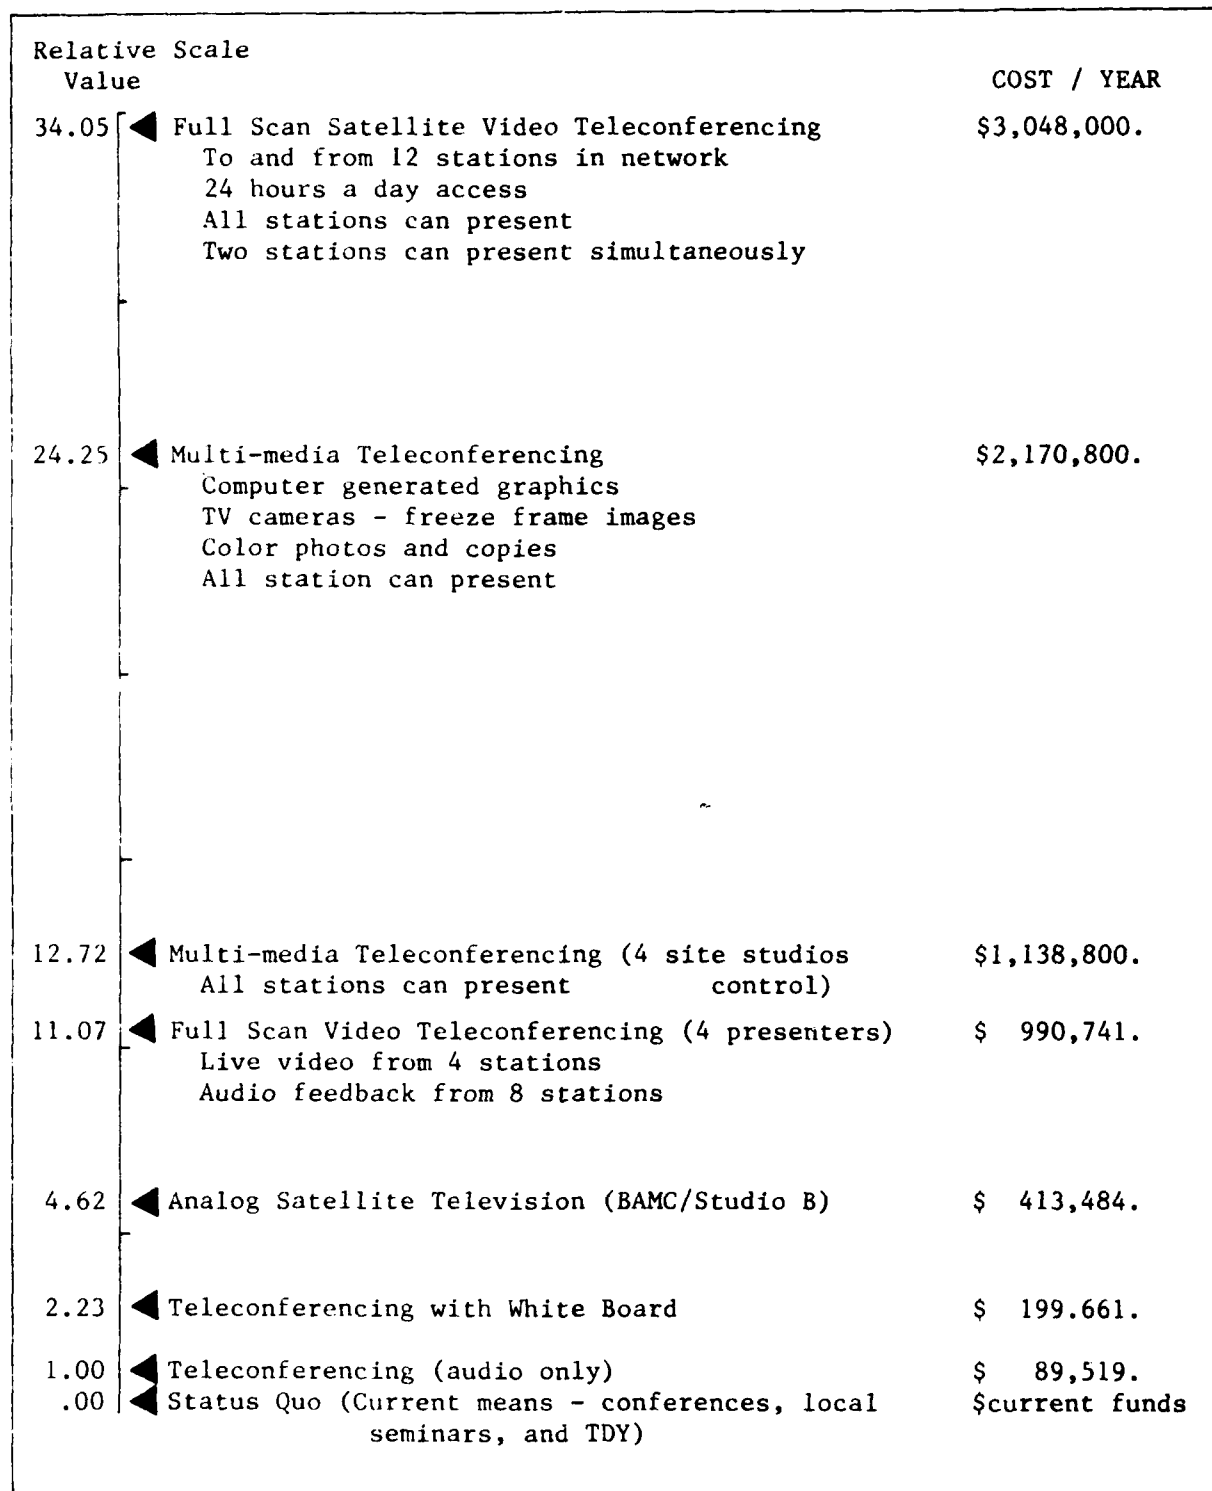 Relative Scale
Value COST / YEAR
34.05 Full Scan Satellite Video Teleconferencing $3,048,000.
To and from 12 stations in network
24 hours a day access
All stations can present
Two stations can present simultaneously
24.25 Multi-media Teleconferencing $2,170,800.
Computer generated graphics
TV cameras - freeze frame images
Color photos and copies
All station can present
12.72 Multi-media Teleconferencing (4 site studios $1,138,800.
All stations can present control)
11.07 Full Scan Video Teleconferencing (4 presenters) $ 990,741.
Live video from 4 stations
Audio feedback from 8 stations
4.62 Analog Satellite Television (BAMC/Studio B) $ 413,484.
2.23 Teleconferencing with White Board $ 199.661.
1.00 Teleconferencing (audio only) $ 89,519.
.00 Status Quo (Current means - conferences, local $current funds
seminars, and TDY)